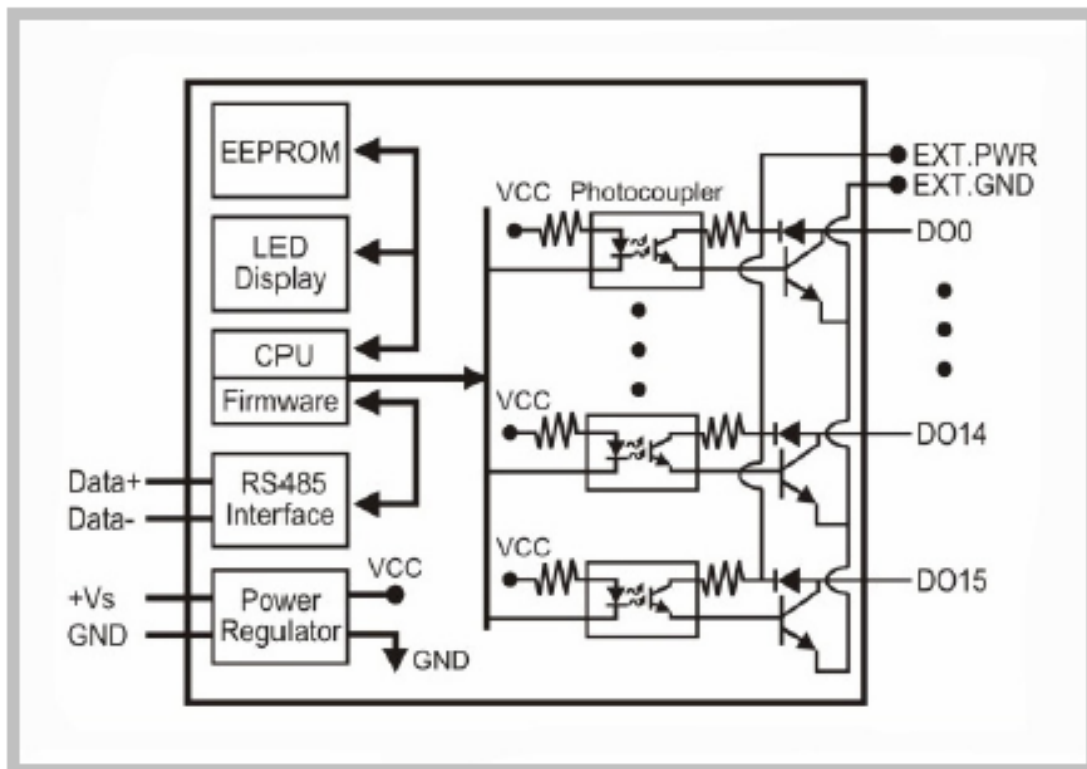 EEPROM
LED
Display
CPU
Firmware
RS485
Interface
Power
Regulator
Data+
Data-
+Vs
GND
VCC
GND
VCC
Photocoupler
VCC
VCC
EXT.PWR
EXT.GND
DO0
DO14
DO15